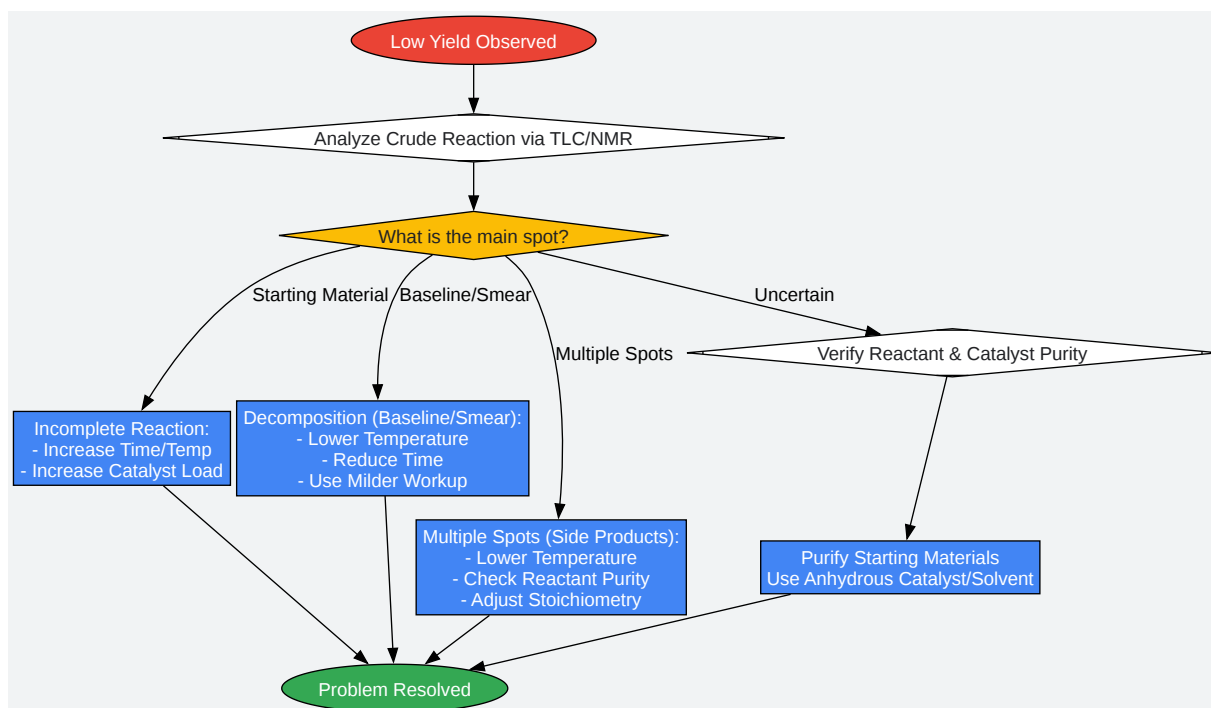 Low Yield Observed
Analyze Crude Reaction via TLC/NMR
What is the main spot?
Starting Material
Baseline/Smear
Uncertain
Multiple Spots
Verify Reactant & Catalyst Purity
Incomplete Reaction:
- Increase Time/Temp
- Increase Catalyst Load
Decomposition (Baseline/Smear):
- Lower Temperature
- Reduce Time
- Use Milder Workup
Multiple Spots (Side Products):
- Lower Temperature
- Check Reactant Purity
- Adjust Stoichiometry
Purify Starting Materials
Use Anhydrous Catalyst/Solvent
Problem Resolved